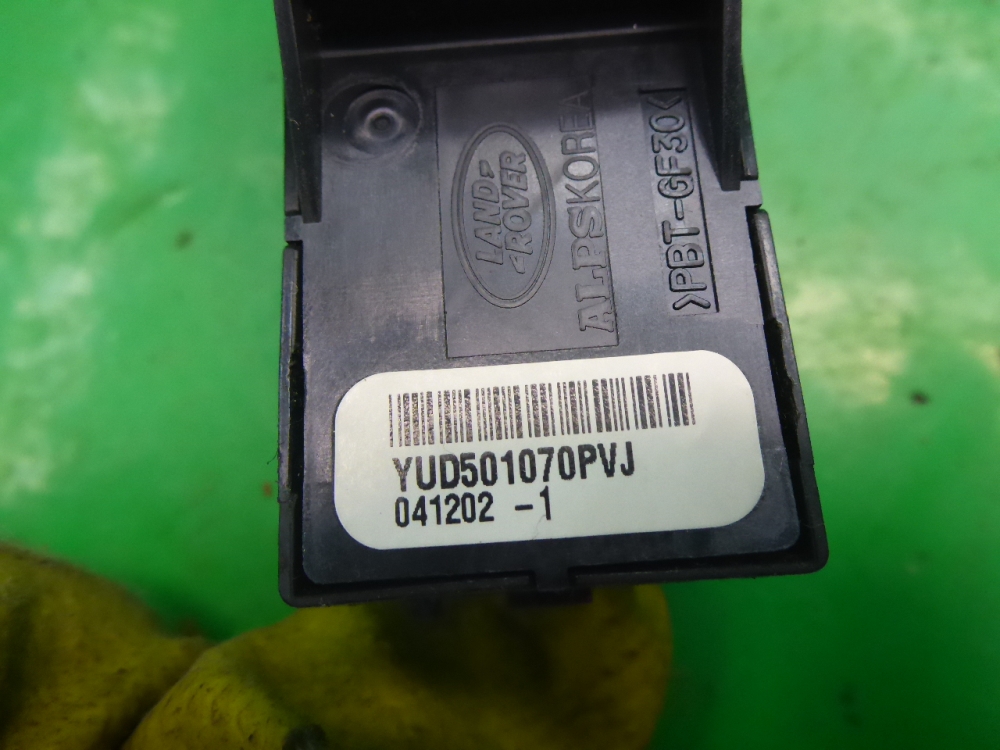 LAND
ROVER
ALPSKOREA
>PBT-GF30<
YUD501070PVJ
041202 -1